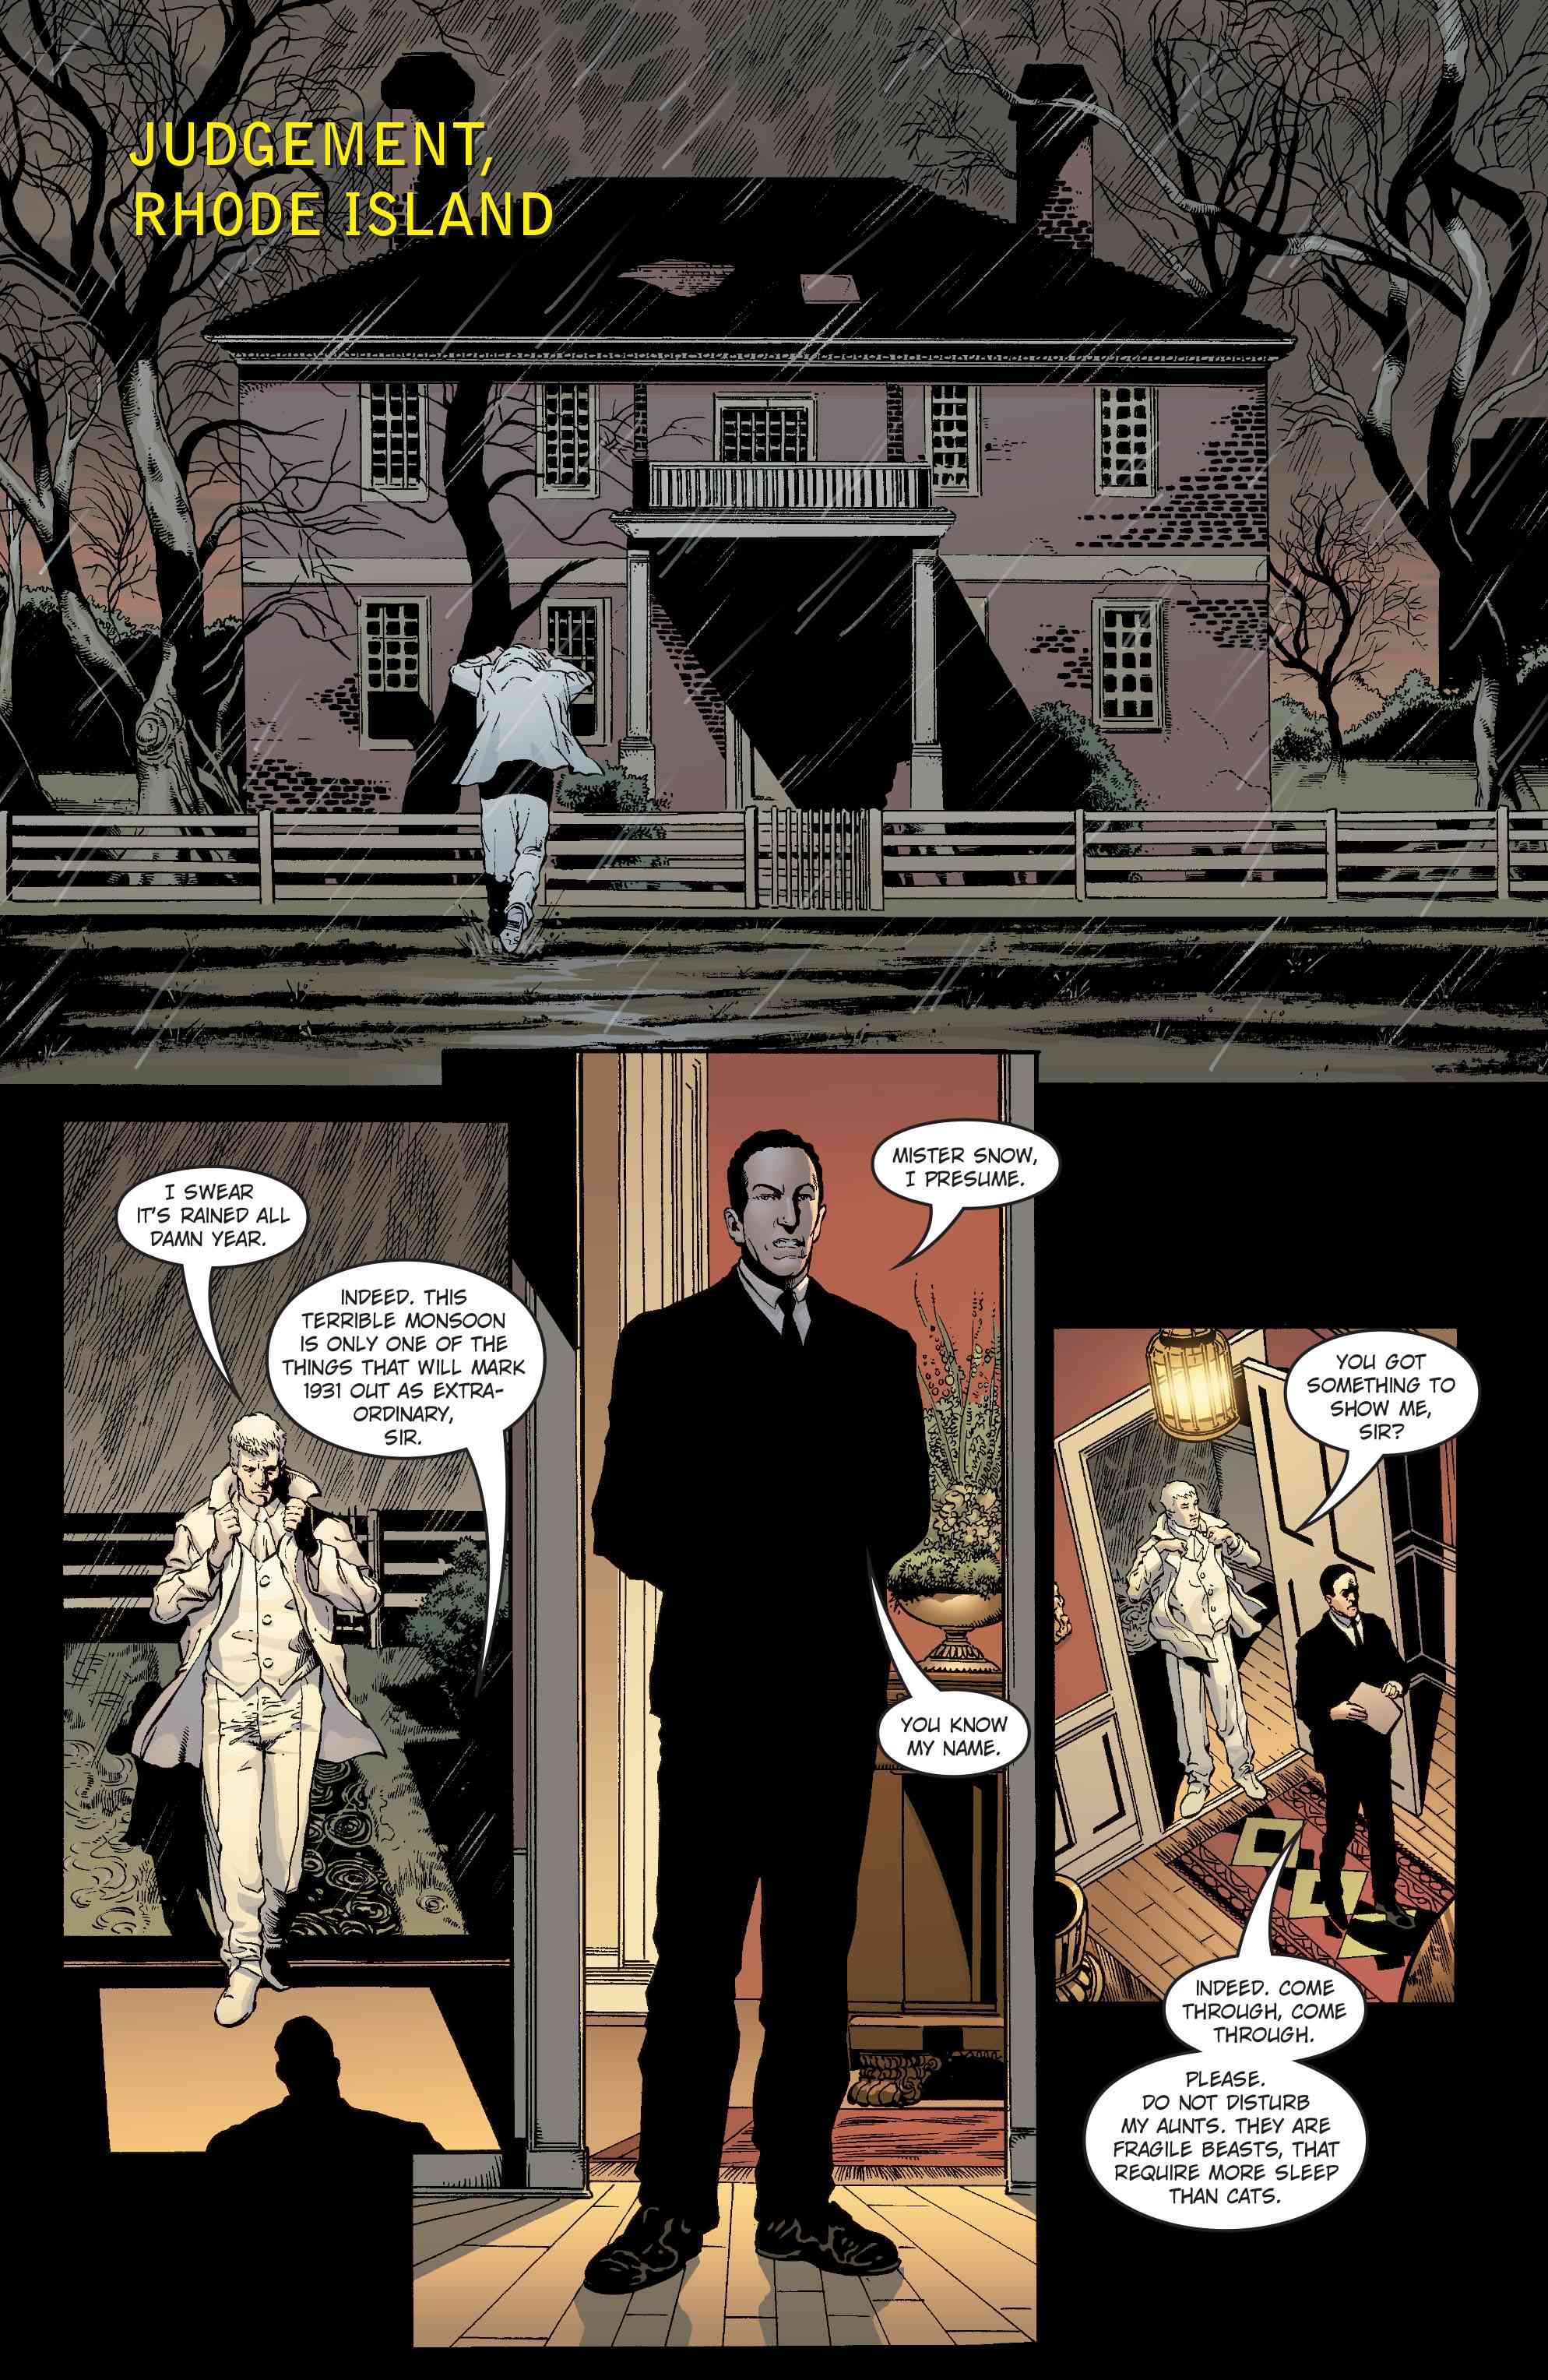 JUDGEMENT,
RHODE ISLAND
I SWEAR
IT'S RAINED ALL
DAMN YEAR.
INDEED. THIS
TERRIBLE MONSOON
IS ONLY ONE OF THE
THINGS THAT WILL MARK
1931 OUT AS EXTRA-
ORDINARY,
SIR.
MISTER SNOW,
I PRESUME.
YOU KNOW
MY NAME.
YOU GOT
SOMETHING TO
SHOW ME,
SIR?
INDEED. COME
THROUGH, COME
THROUGH.
PLEASE.
DO NOT DISTURB
MY AUNTS. THEY ARE
FRAGILE BEASTS, THAT
REQUIRE MORE SLEEP
THAN CATS.